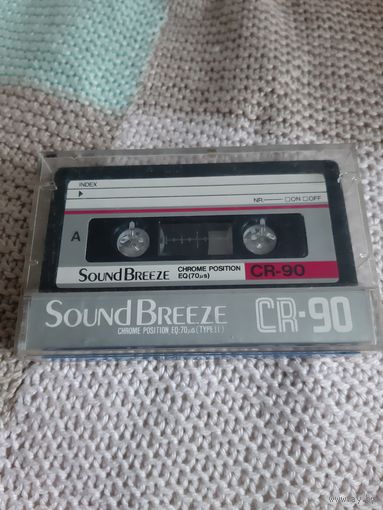 INDEX
NR. □ON □OFF
A
SOUND BREEZE CHROME POSITION EQ(70µs) CR-90
SOUND BREEZE CR-90
CHROME POSITION EQ:70µs(TYPE II)